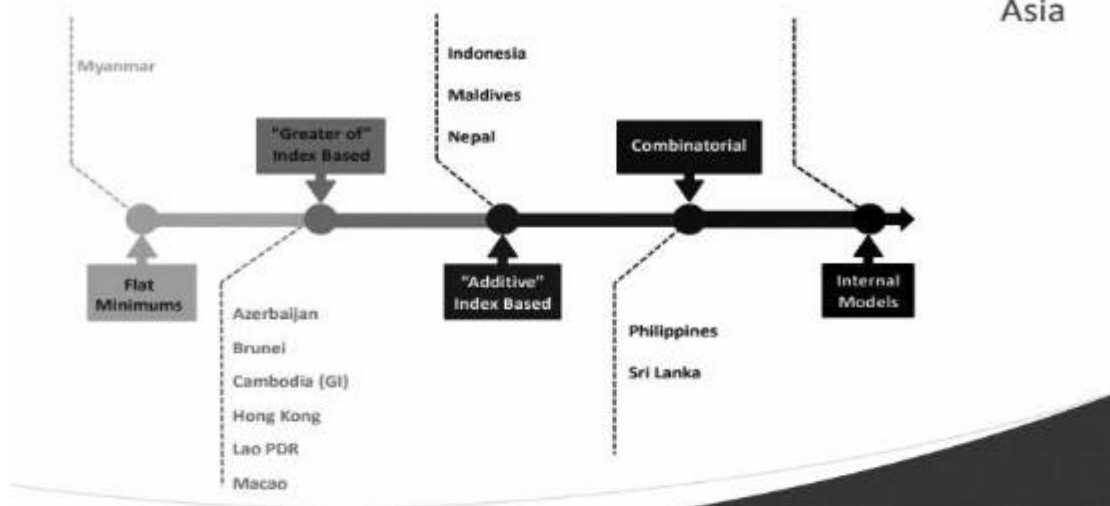 Asia
Myanmar
Indonesia
Maldives
Nepal
"Greater of"
Index Based
Combinatorial
Flat
Minimums
"Additive"
Index Based
Internal
Models
Azerbaijan
Brunei
Cambodia (GI)
Hong Kong
Lao PDR
Macao
Philippines
Sri Lanka